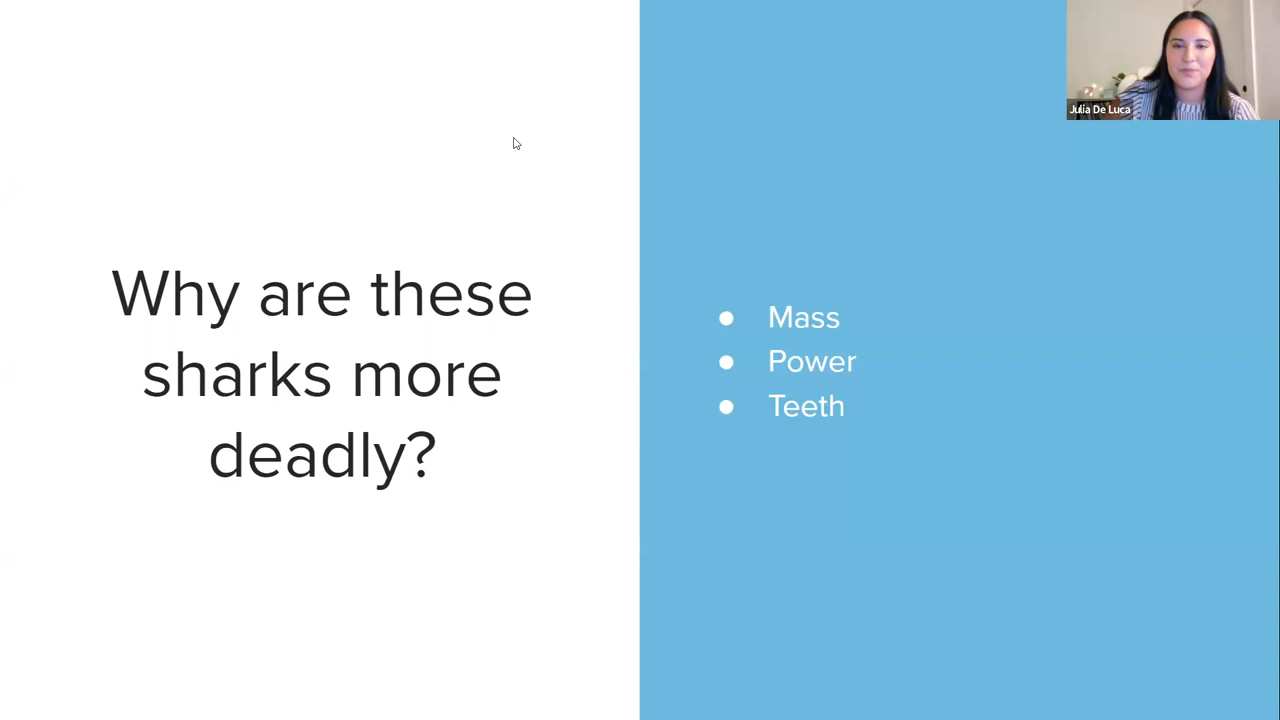 Why are these
sharks more
deadly?
● Mass
● Power
● Teeth
Julia De Luca